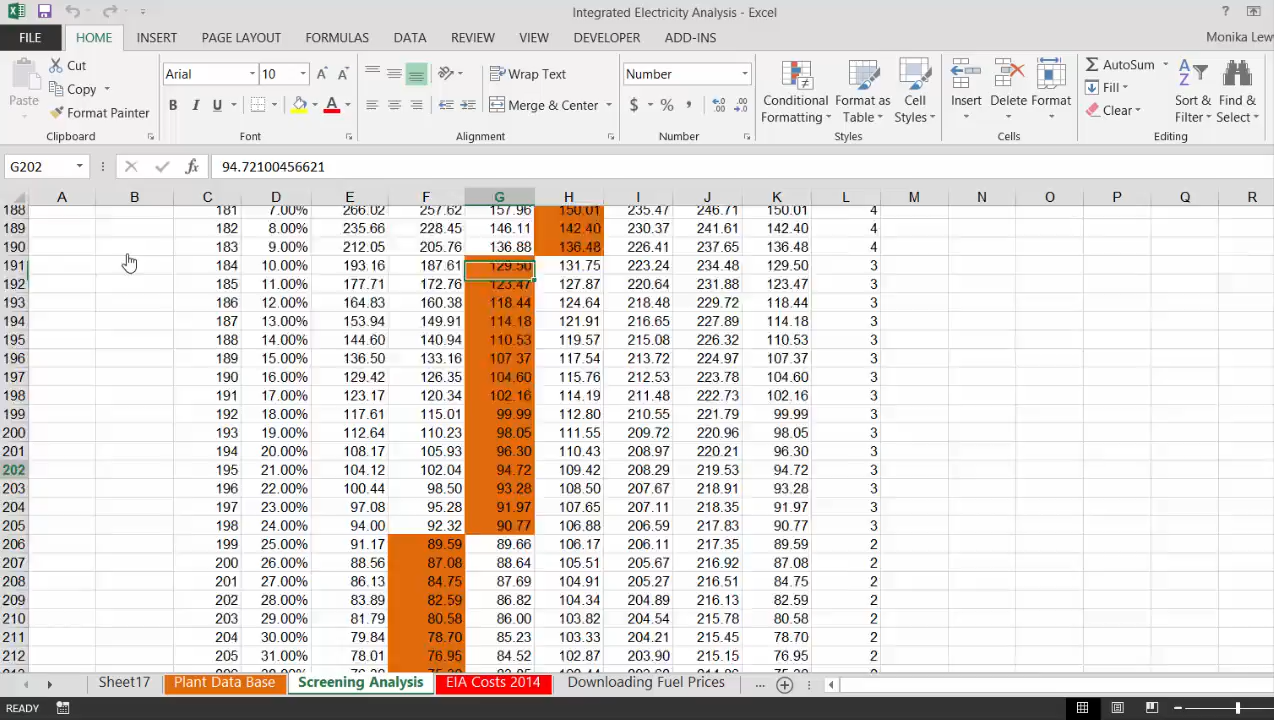 Integrated Electricity Analysis - Excel
?
FILE HOME INSERT PAGE LAYOUT FORMULAS DATA REVIEW VIEW DEVELOPER ADD-INS Monika Lew
Paste Cut Copy Format Painter Clipboard
Arial 10 B I U A Font
Wrap Text Merge & Center Alignment
Number $ % , Number
Conditional Formatting Format as Table Cell Styles Styles
Insert Delete Format Cells
AutoSum Fill Clear Sort & Filter Find & Select Editing
G202 fx 94.72100456621
A B C D E F G H I J K L M N O P Q R
188 181 7.00% 266.02 257.62 157.96 150.01 235.47 246.71 150.01 4
189 182 8.00% 235.66 228.45 146.11 142.40 230.37 241.61 142.40 4
190 183 9.00% 212.05 205.76 136.88 136.48 226.41 237.65 136.48 4
191 184 10.00% 193.16 187.61 129.50 131.75 223.24 234.48 129.50 3
192 185 11.00% 177.71 172.76 123.47 127.87 220.64 231.88 123.47 3
193 186 12.00% 164.83 160.38 118.44 124.64 218.48 229.72 118.44 3
194 187 13.00% 153.94 149.91 114.18 121.91 216.65 227.89 114.18 3
195 188 14.00% 144.60 140.94 110.53 119.57 215.08 226.32 110.53 3
196 189 15.00% 136.50 133.16 107.37 117.54 213.72 224.97 107.37 3
197 190 16.00% 129.42 126.35 104.60 115.76 212.53 223.78 104.60 3
198 191 17.00% 123.17 120.34 102.16 114.19 211.48 222.73 102.16 3
199 192 18.00% 117.61 115.01 99.99 112.80 210.55 221.79 99.99 3
200 193 19.00% 112.64 110.23 98.05 111.55 209.72 220.96 98.05 3
201 194 20.00% 108.17 105.93 96.30 110.43 208.97 220.21 96.30 3
202 195 21.00% 104.12 102.04 94.72 109.42 208.29 219.53 94.72 3
203 196 22.00% 100.44 98.50 93.28 108.50 207.67 218.91 93.28 3
204 197 23.00% 97.08 95.28 91.97 107.65 207.11 218.35 91.97 3
205 198 24.00% 94.00 92.32 90.77 106.88 206.59 217.83 90.77 3
206 199 25.00% 91.17 89.59 89.66 106.17 206.11 217.35 89.59 2
207 200 26.00% 88.56 87.08 88.64 105.51 205.67 216.92 87.08 2
208 201 27.00% 86.13 84.75 87.69 104.91 205.27 216.51 84.75 2
209 202 28.00% 83.89 82.59 86.82 104.34 204.89 216.13 82.59 2
210 203 29.00% 81.79 80.58 86.00 103.82 204.54 215.78 80.58 2
211 204 30.00% 79.84 78.70 85.23 103.33 204.21 215.45 78.70 2
212 205 31.00% 78.01 76.95 84.52 102.87 203.90 215.15 76.95 2
Sheet17 Plant Data Base Screening Analysis EIA Costs 2014 Downloading Fuel Prices ...
READY